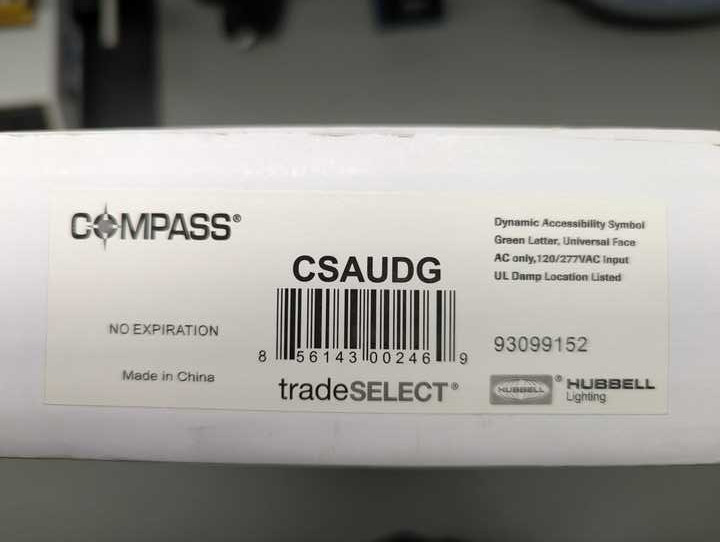 COMPASS®
Dynamic Accessibility Symbol
Green Letter, Universal Face
AC only,120/277VAC Input
UL Damp Location Listed
CSAUDG
NO EXPIRATION
8 56143 00246 9
93099152
Made in China
tradeSELECT®
HUBBELL® HUBBELL
Lighting